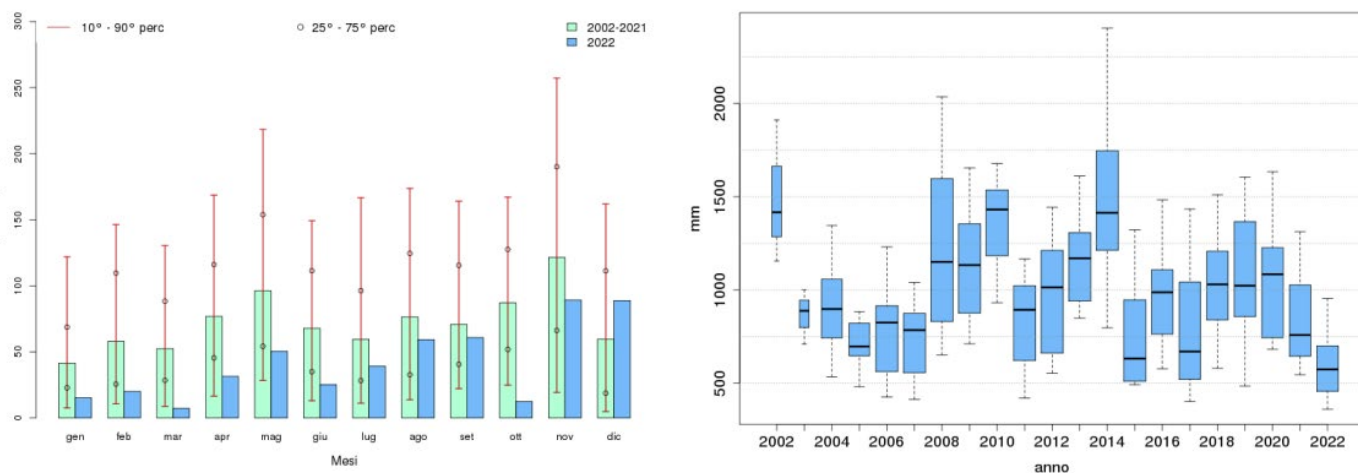 10° - 90° perc
25° - 75° perc
2002-2021
2022
300
250
200
150
100
50
0
gen feb mar apr mag giu lug ago set ott nov dic
Mesi
mm
2000
1500
1000
500
2002 2004 2006 2008 2010 2012 2014 2016 2018 2020 2022
anno